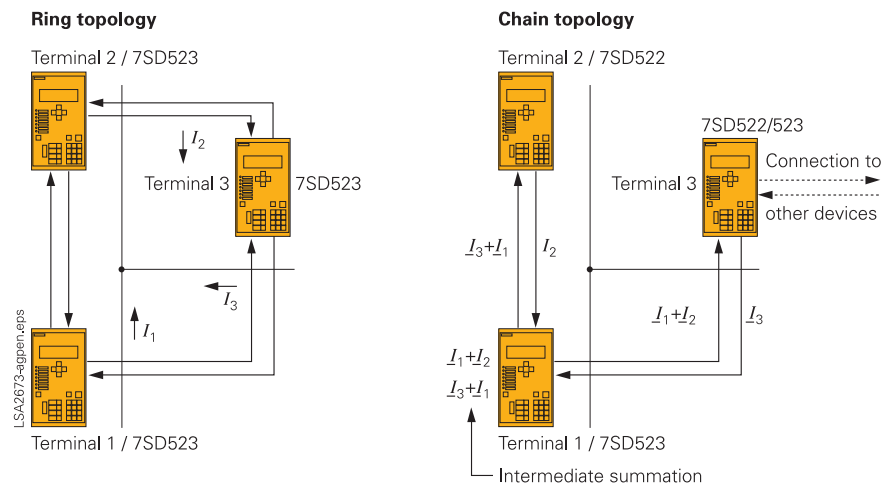 Ring topology
Terminal 2 / 7SD523
I2
Terminal 3
7SD523
I3
I1
LSA2673-agpen.eps
Terminal 1 / 7SD523
Chain topology
Terminal 2 / 7SD522
7SD522/523
Connection to
Terminal 3
other devices
I3+I1
I2
I1+I2
I3
I1+I2
I3+I1
Terminal 1 / 7SD523
Intermediate summation